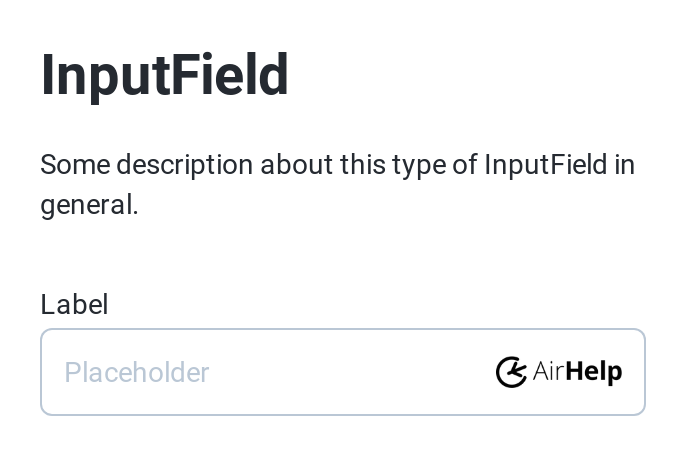 InputField
Some description about this type of InputField in
general.
Label
Placeholder
AirHelp